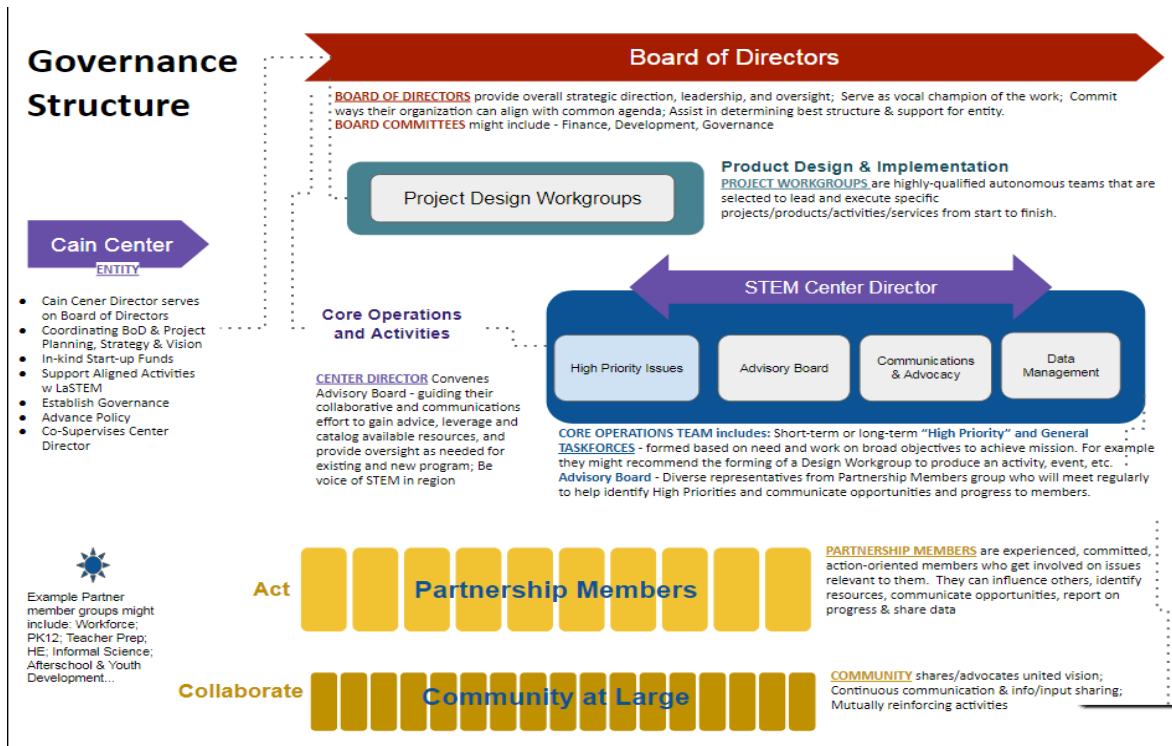 Governance
Structure
Board of Directors
BOARD OF DIRECTORS provide overall strategic direction, leadership, and oversight; Serve as vocal champion of the work; Commit
ways their organization can align with common agenda; Assist in determining best structure & support for entity.
BOARD COMMITTEES might include - Finance, Development, Governance
Project Design Workgroups
Product Design & Implementation
PROJECT WORKGROUPS are highly-qualified autonomous teams that are
selected to lead and execute specific
projects/products/activities/services from start to finish.
Cain Center
ENTITY
● Cain Cener Director serves
on Board of Directors
● Coordinating BoD & Project
Planning, Strategy & Vision
● In-kind Start-up Funds
● Support Aligned Activities
w LaSTEM
● Establish Governance
● Advance Policy
● Co-Supervises Center
Director
Core Operations
and Activities
CENTER DIRECTOR Convenes
Advisory Board - guiding their
collaborative and communications
effort to gain advice, leverage and
catalog available resources, and
provide oversight as needed for
existing and new program; Be
voice of STEM in region
STEM Center Director
High Priority Issues
Advisory Board
Communications
& Advocacy
Data
Management
CORE OPERATIONS TEAM includes: Short-term or long-term “High Priority” and General
TASKFORCES - formed based on need and work on broad objectives to achieve mission. For example
they might recommend the forming of a Design Workgroup to produce an activity, event, etc.
Advisory Board - Diverse representatives from Partnership Members group who will meet regularly
to help identify High Priorities and communicate opportunities and progress to members.
Example Partner
member groups might
include: Workforce;
PK12; Teacher Prep;
HE; Informal Science;
Afterschool & Youth
Development...
Act
Partnership Members
PARTNERSHIP MEMBERS are experienced, committed,
action-oriented members who get involved on issues
relevant to them. They can influence others, identify
resources, communicate opportunities, report on
progress & share data
Collaborate
Community at Large
COMMUNITY shares/advocates united vision;
Continuous communication & info/input sharing;
Mutually reinforcing activities